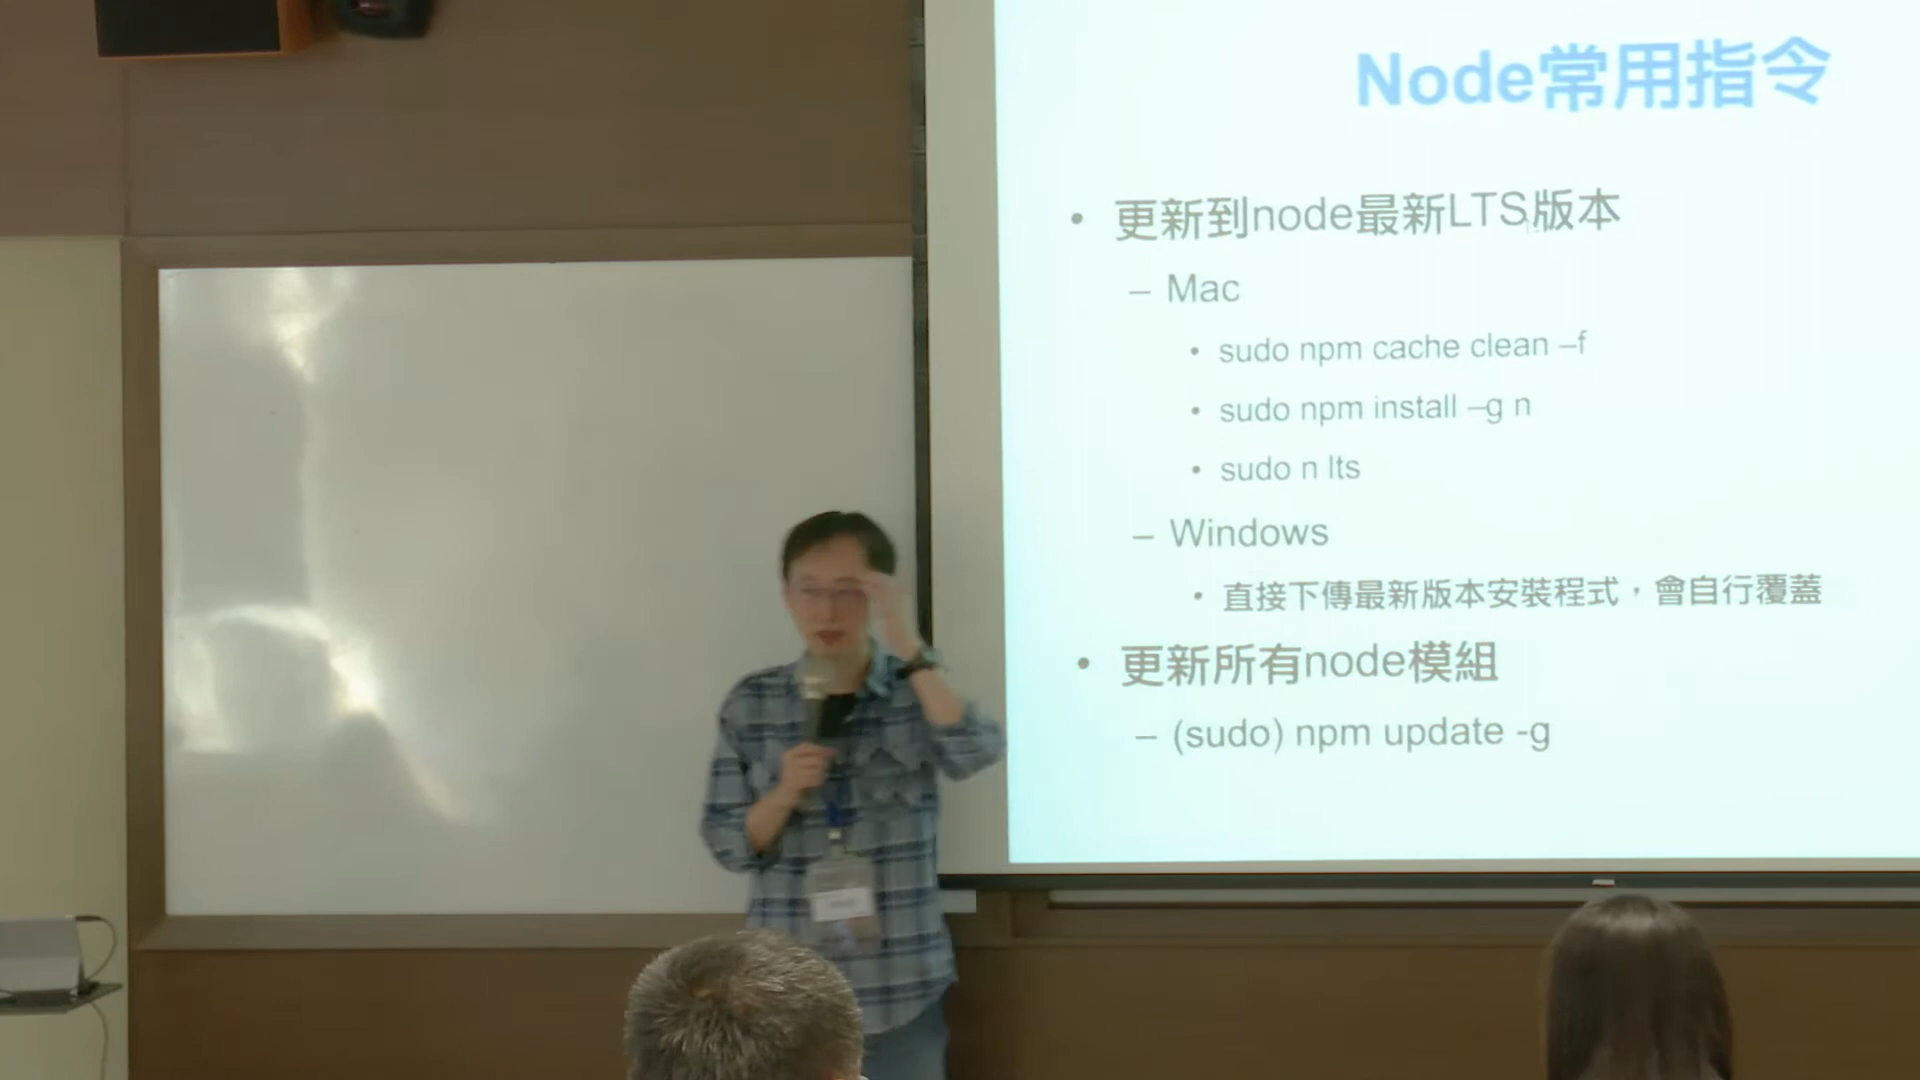 Node常用指令
• 更新到node最新LTS版本
– Mac
• sudo npm cache clean –f
• sudo npm install –g n
• sudo n lts
– Windows
• 直接下傳最新版本安裝程式，會自行覆蓋
• 更新所有node模組
– (sudo) npm update -g